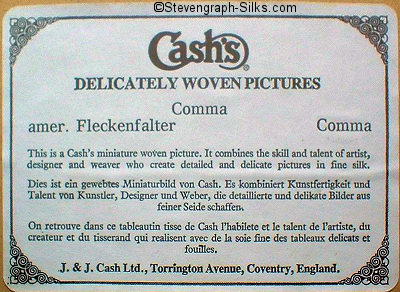 ©Stevengraph-Silks.com
Cash's®
DELICATELY WOVEN PICTURES
Comma
amer. Fleckenfalter Comma
This is a Cash's miniature woven picture. It combines the skill and talent of artist,
designer and weaver who create detailed and delicate pictures in fine silk.
Dies ist ein gewebtes Miniaturbild von Cash. Es kombiniert Kunstfertigkeit und
Talent von Kunstler, Designer und Weber, die detaillierte und delikate Bilder aus
feiner Seide schaffen.
On retrouve dans ce tableautin tisse de Cash l'habilete et le talent de l'artiste, du
createur et du tisserand qui realisent avec de la soie fine des tableaux delicats et
fouilles.
J. & J. Cash Ltd., Torrington Avenue, Coventry, England.